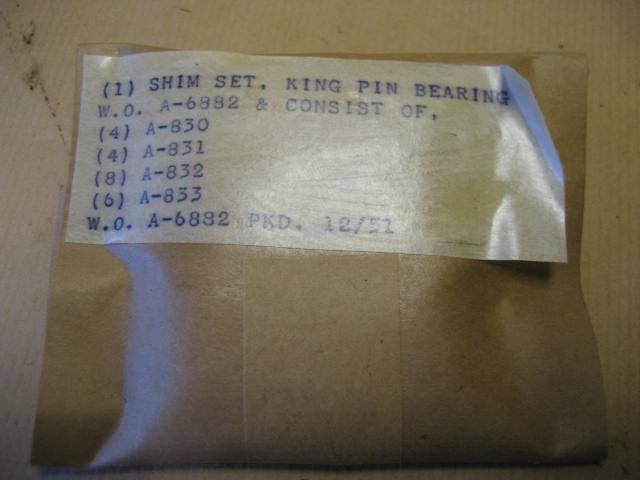 (1) SHIM SET, KING PIN BEARING
W.O. A-6882 & CONSIST OF,
(4) A-830
(4) A-831
(8) A-832
(6) A-833
W.O. A-6882 PKD. 12/51